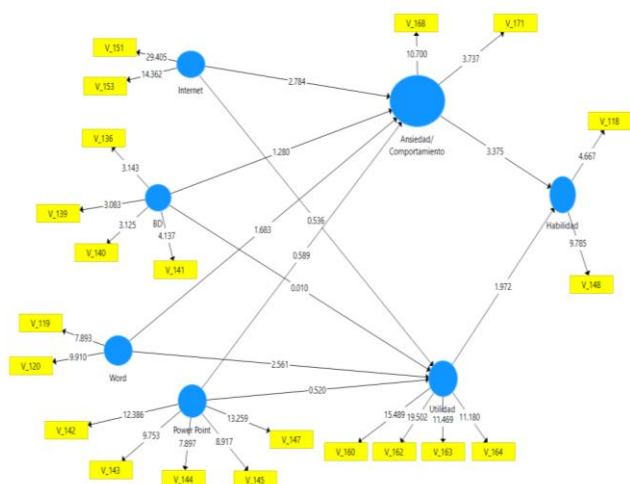 V_168
V_171
V_151
29.405
10.700
3.737
V_153
14.362
Internet
2.784
Ansiedad/
Comportamiento
V_118
V_136
3.143
1.280
3.375
4.667
V_139
3.083
BD
Habilidad
3.125
4.137
1.683
0.536
V_140
V_141
0.589
9.785
V_148
0.010
1.972
V_119
7.893
V_120
9.910
Word
2.561
0.520
Utilidad
Power Point
12.386
13.259
15.489
19.502
11.469
11.180
V_142
9.753
7.897
8.917
V_147
V_160
V_162
V_163
V_164
V_143
V_144
V_145